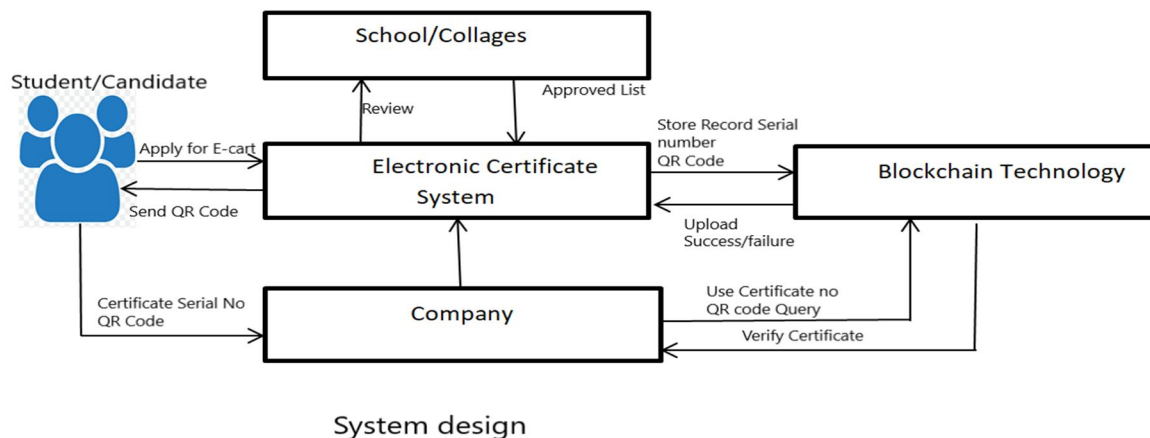 School/Collages
Student/Candidate
Review
Approved List
Apply for E-cart
Store Record Serial
number
QR Code
Electronic Certificate
System
Blockchain Technology
Send QR Code
Upload
Success/failure
Certificate Serial No
QR Code
Company
Use Certificate no
QR code Query
Verify Certificate
System design